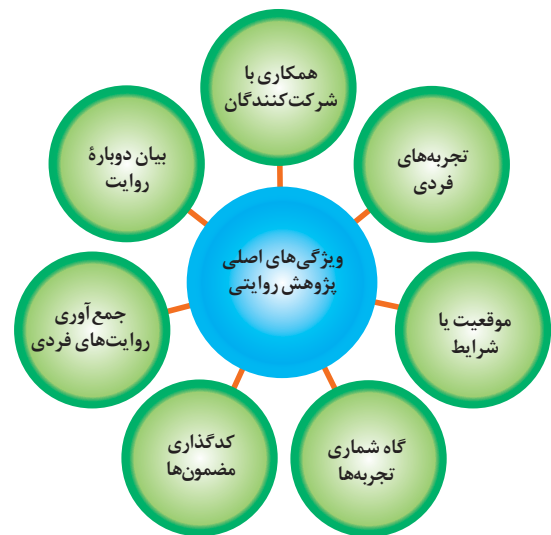 همکاری با
شرکت‌کنندگان
تجربه‌های
فردی
بیان دوبارهٔ
روایت
ویژگی‌های اصلی
پژوهش روایتی
موقعیت یا
شرایط
جمع‌آوری
روایت‌های فردی
گاه شماری
تجربه‌ها
کدگذاری
مضمون‌ها